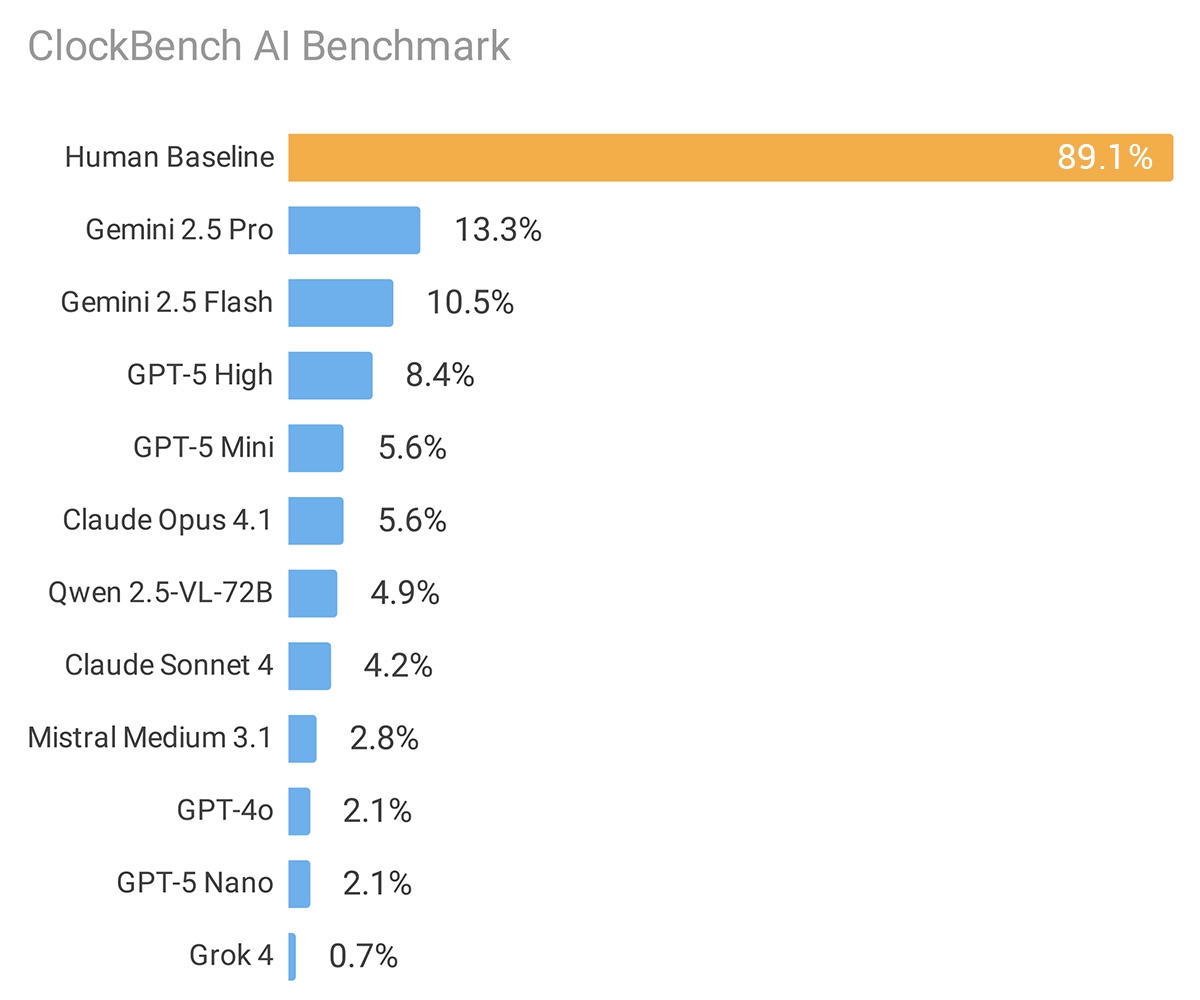 ClockBench AI Benchmark
Human Baseline 89.1%
Gemini 2.5 Pro 13.3%
Gemini 2.5 Flash 10.5%
GPT-5 High 8.4%
GPT-5 Mini 5.6%
Claude Opus 4.1 5.6%
Qwen 2.5-VL-72B 4.9%
Claude Sonnet 4 4.2%
Mistral Medium 3.1 2.8%
GPT-4o 2.1%
GPT-5 Nano 2.1%
Grok 4 0.7%